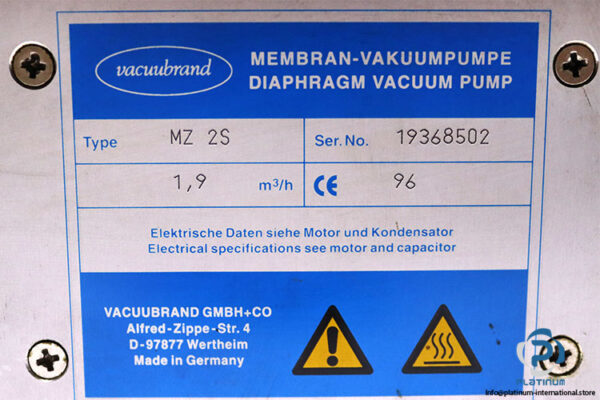 vacuubrand
MEMBRAN-VAKUUMPUMPE
DIAPHRAGM VACUUM PUMP
Type MZ 2S Ser. No. 19368502
1,9 m³/h CE 96
Elektrische Daten siehe Motor und Kondensator
Electrical specifications see motor and capacitor
VACUUBRAND GMBH+CO
Alfred-Zippe-Str. 4
D-97877 Wertheim
Made in Germany
PLATINUM
info@platinum-international.store